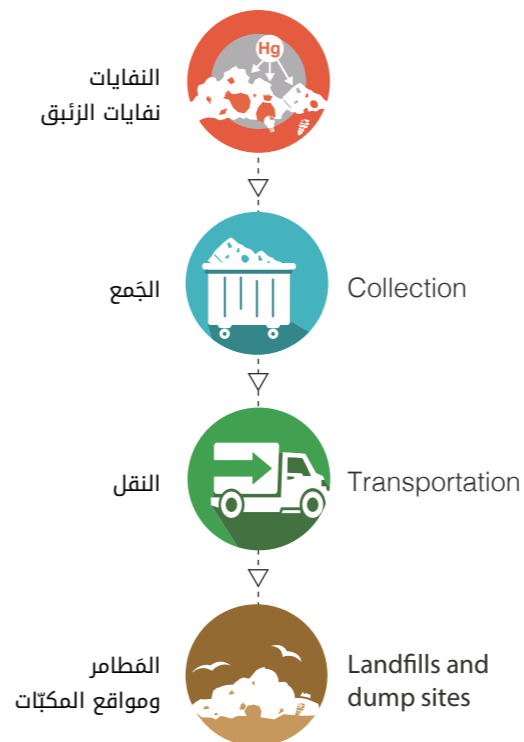 Hg
النفايات
نفايات الزئبق
الجَمع
Collection
النقل
Transportation
المَطامر
ومواقع المكبّات
Landfills and
dump sites